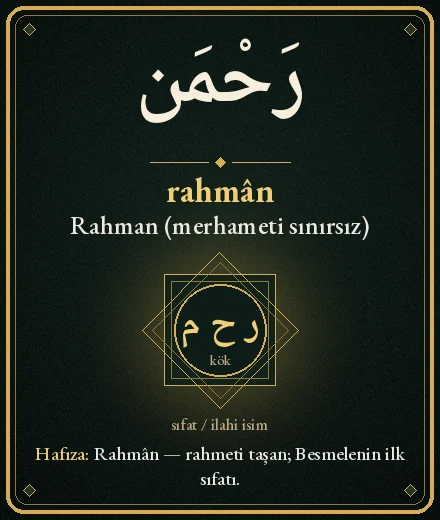 رَحْمَن
rahmân
Rahman (merhameti sınırsız)
ر ح م
kök
sıfat / ilahi isim
Hafıza: Rahmân — rahmeti taşan; Besmelenin ilk
sıfatı.